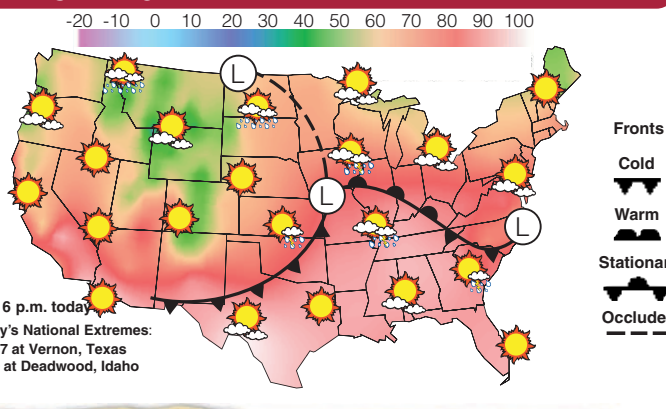 -20 -10 0 10 20 30 40 50 60 70 80 90 100
L
L
L
Fronts
Cold
Warm
6 p.m. today
y's National Extremes:
7 at Vernon, Texas
at Deadwood, Idaho